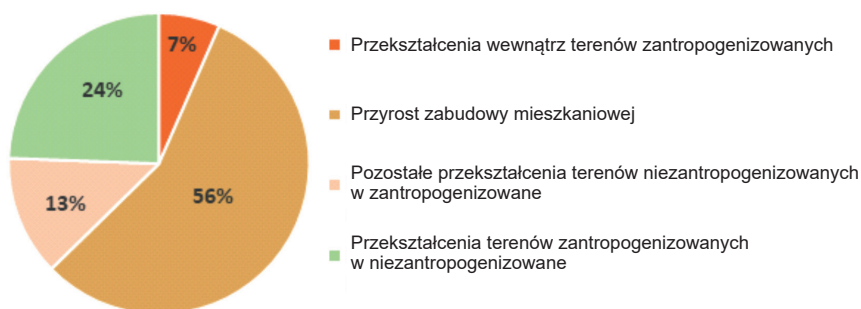 7%
24%
13%
56%
Przekształcenia wewnątrz terenów zantropogenizowanych
Przyrost zabudowy mieszkaniowej
Pozostałe przekształcenia terenów niezantropogenizowanych
w zantropogenizowane
Przekształcenia terenów zantropogenizowanych
w niezantropogenizowane